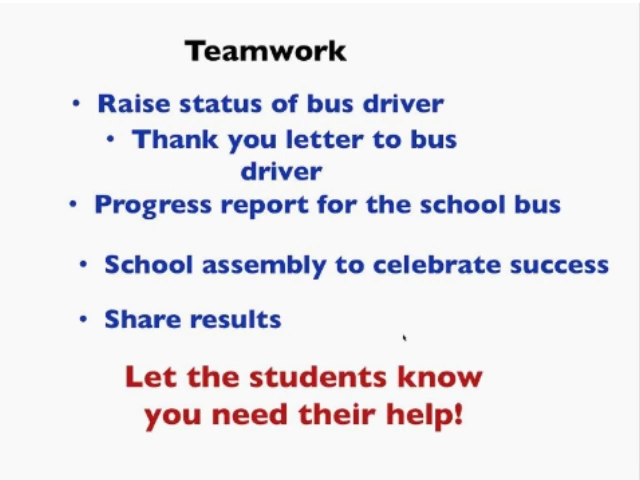 Teamwork
• Raise status of bus driver
• Thank you letter to bus
driver
• Progress report for the school bus
• School assembly to celebrate success
• Share results
Let the students know
you need their help!